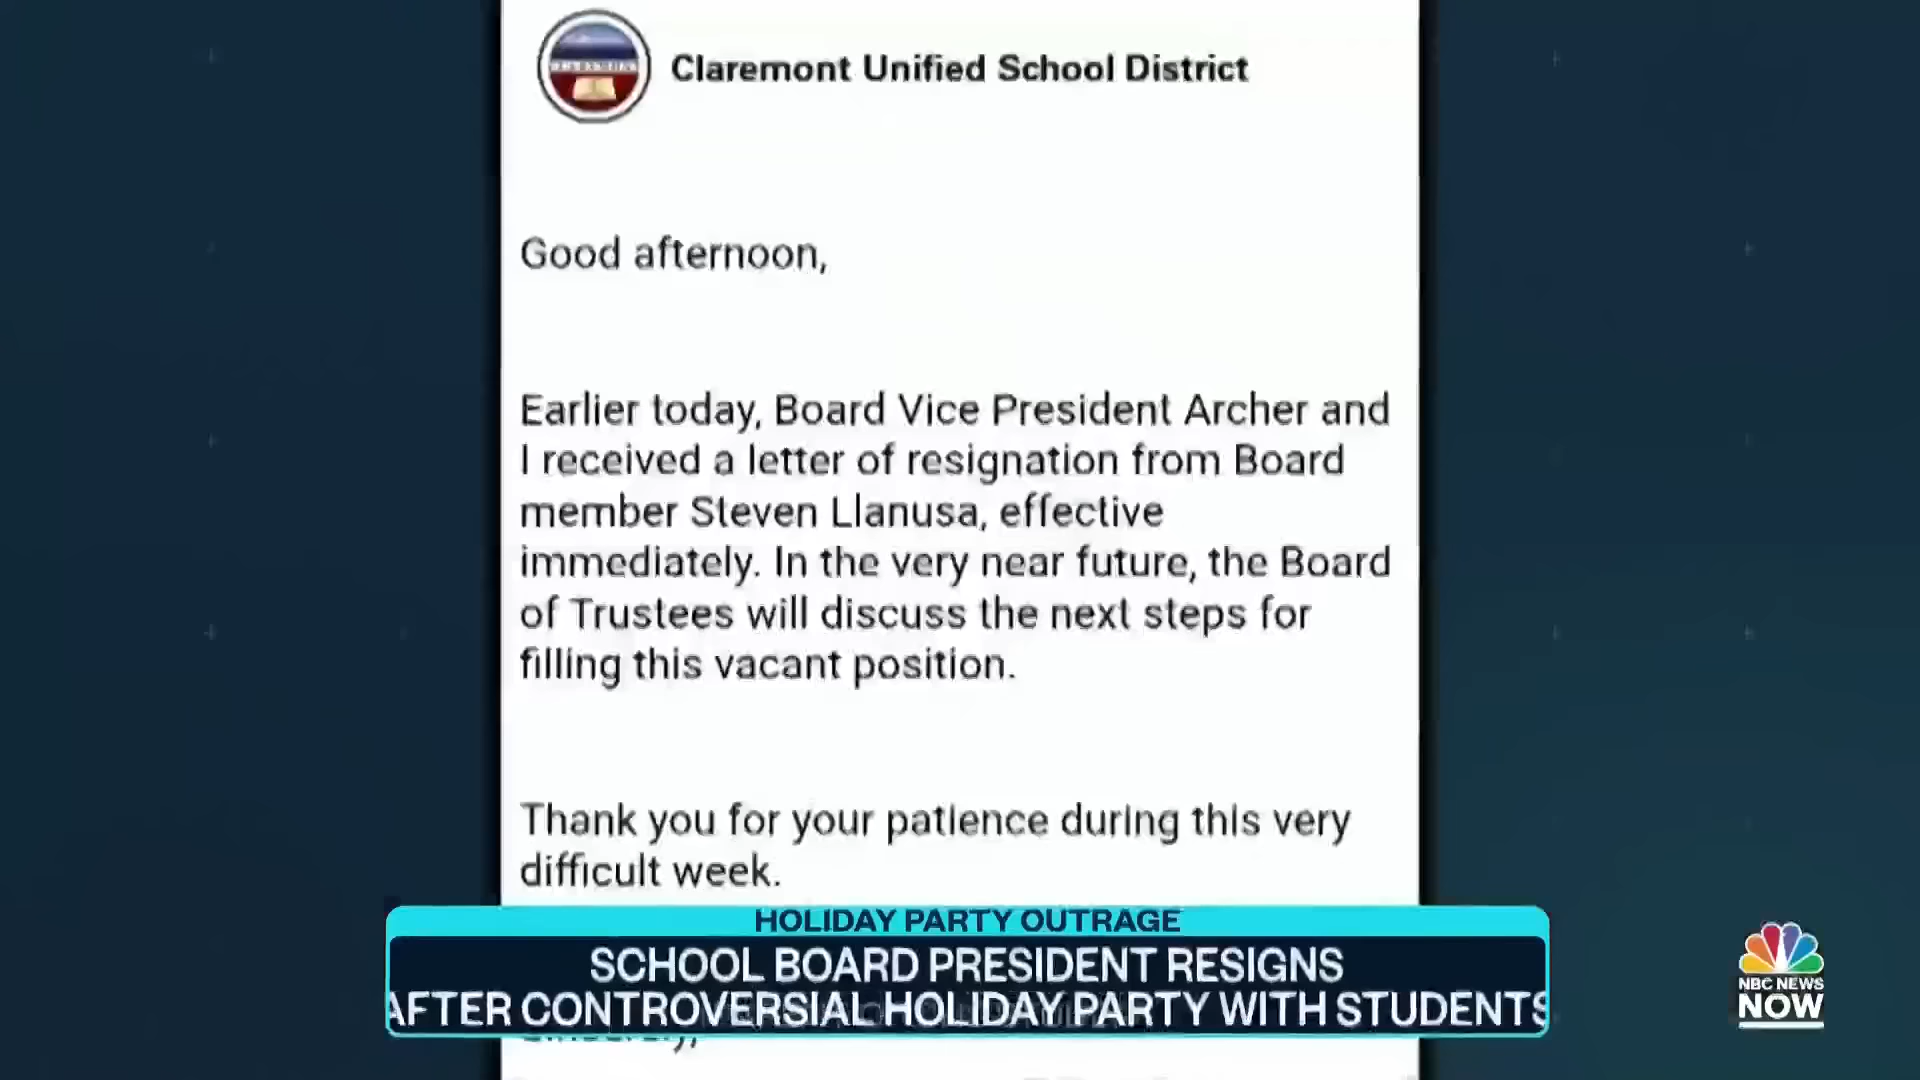 Claremont Unified School District
Good afternoon,
Earlier today, Board Vice President Archer and
I received a letter of resignation from Board
member Steven Llanusa, effective
immediately. In the very near future, the Board
of Trustees will discuss the next steps for
filling this vacant position.
Thank you for your patience during this very
difficult week.
HOLIDAY PARTY OUTRAGE
SCHOOL BOARD PRESIDENT RESIGNS
AFTER CONTROVERSIAL HOLIDAY PARTY WITH STUDENTS
NBC NEWS
NOW